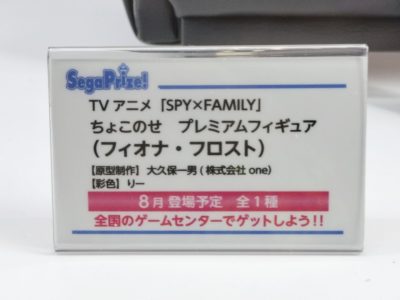 SegaPrize!
TV アニメ「SPY×FAMILY」
ちょこのせ　プレミアムフィギュア
（フィオナ・フロスト）
【原型制作】 大久保一男 ( 株式会社 one)
【彩色】 りー
8月 登場予定　全1種
全国のゲームセンターでゲットしよう!!